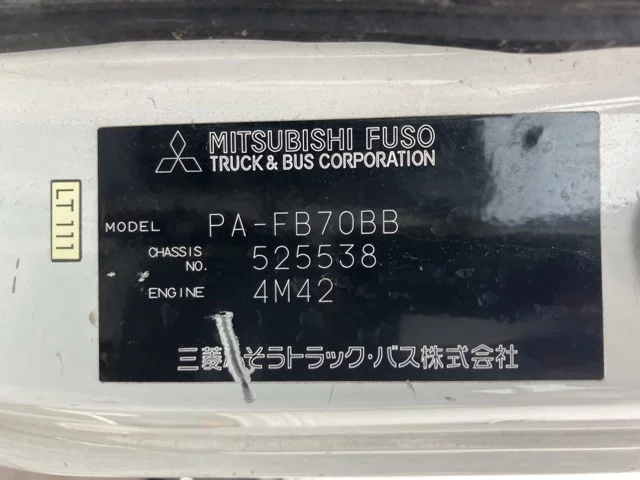 MITSUBISHI FUSO
TRUCK & BUS CORPORATION
LT 111
MODEL PA-FB70BB
CHASSIS NO. 525538
ENGINE 4M42
三菱ふそうトラック・バス株式会社